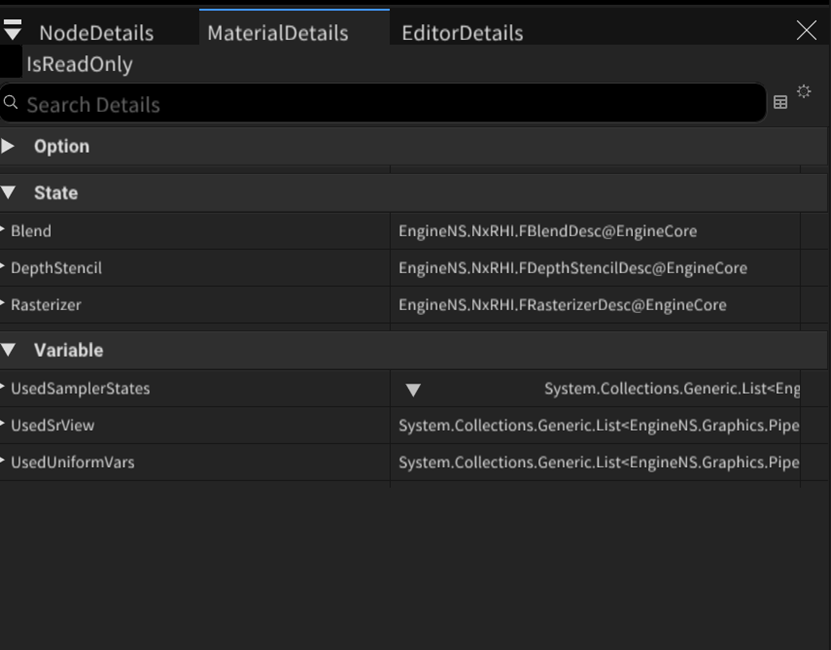 NodeDetails MaterialDetails EditorDetails
IsReadOnly
Search Details
Option
State
Blend EngineNS.NxRHI.FBlendDesc@EngineCore
DepthStencil EngineNS.NxRHI.FDepthStencilDesc@EngineCore
Rasterizer EngineNS.NxRHI.FRasterizerDesc@EngineCore
Variable
UsedSamplerStates System.Collections.Generic.List<Eng
UsedSrView System.Collections.Generic.List<EngineNS.Graphics.Pipe
UsedUniformVars System.Collections.Generic.List<EngineNS.Graphics.Pipe